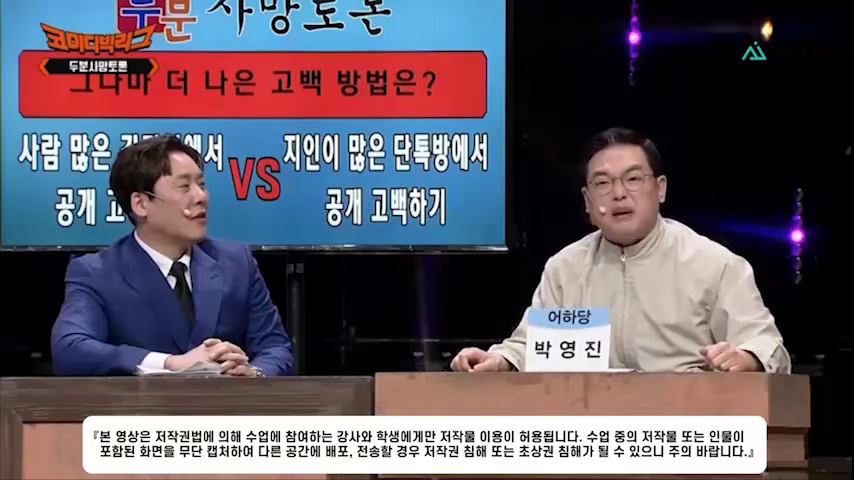 코미디빅리그
두분사망토론
두분 사망토론
그나마 더 나은 고백 방법은?
사람 많은
에서
공개 고
VS
지인이 많은 단톡방에서
공개 고백하기
어하당
박영진
『본 영상은 저작권법에 의해 수업에 참여하는 강사와 학생에게만 저작물 이용이 허용됩니다. 수업 중의 저작물 또는 인물이
포함된 화면을 무단 캡처하여 다른 공간에 배포, 전송할 경우 저작권 침해 또는 초상권 침해가 될 수 있으니 주의 바랍니다.』